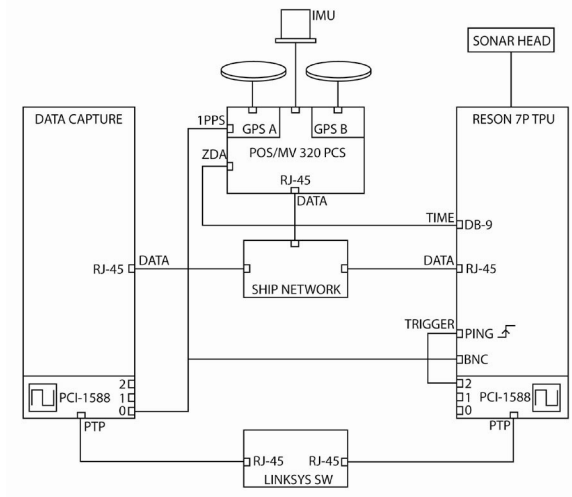 IMU
SONAR HEAD
DATA CAPTURE
1PPS
GPS A
GPS B
RESON 7P TPU
POS/MV 320 PCS
ZDA
RJ-45
DATA
TIME
DB-9
RJ-45
DATA
DATA
RJ-45
SHIP NETWORK
TRIGGER
PING
BNC
PCI-1588
2
1
0
2
1
0
PCI-1588
PTP
PTP
RJ-45
RJ-45
LINKSYS SW